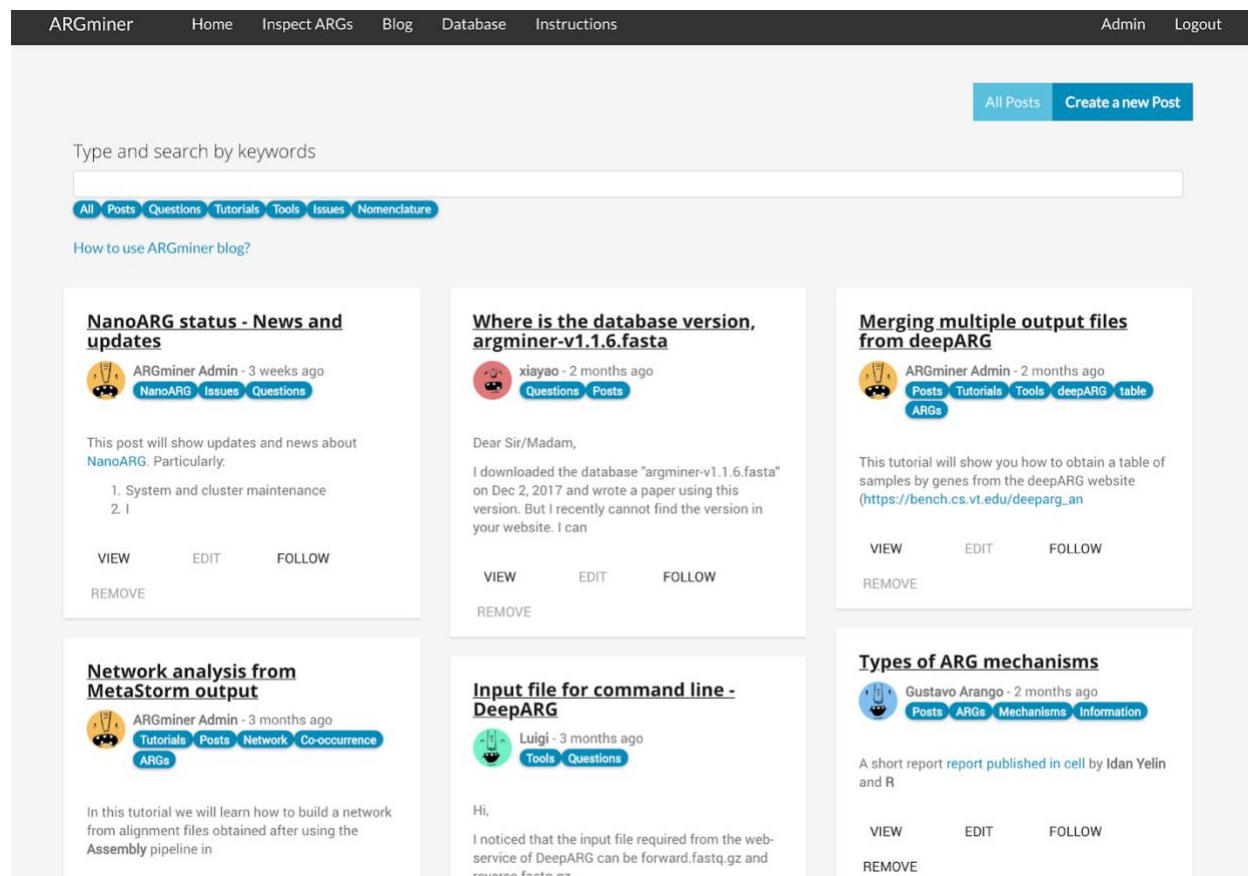 ARGminer Home Inspect ARGs Blog Database Instructions Admin Logout
All Posts Create a new Post
Type and search by keywords
All Posts Questions Tutorials Tools Issues Nomenclature
How to use ARGminer blog?
NanoARG status - News and
updates
ARGminer Admin - 3 weeks ago
NanoARG Issues Questions
This post will show updates and news about
NanoARG. Particularly:
1. System and cluster maintenance
2. I
VIEW EDIT FOLLOW
REMOVE
Where is the database version,
argminer-v1.1.6.fasta
xiayao - 2 months ago
Questions Posts
Dear Sir/Madam,
I downloaded the database "argminer-v1.1.6.fasta"
on Dec 2, 2017 and wrote a paper using this
version. But I recently cannot find the version in
your website. I can
VIEW EDIT FOLLOW
REMOVE
Merging multiple output files
from deepARG
ARGminer Admin - 2 months ago
Posts Tutorials Tools deepARG table
ARGs
This tutorial will show you how to obtain a table of
samples by genes from the deepARG website
(https://bench.cs.vt.edu/deeparg_an
VIEW EDIT FOLLOW
REMOVE
Network analysis from
MetaStorm output
ARGminer Admin - 3 months ago
Tutorials Posts Network Co-occurrence
ARGs
In this tutorial we will learn how to build a network
from alignment files obtained after using the
Assembly pipeline in
Input file for command line -
DeepARG
Luigi - 3 months ago
Tools Questions
Hi,
I noticed that the input file required from the web-
service of DeepARG can be forward.fastq.gz and
reverse.fastq.gz
Types of ARG mechanisms
Gustavo Arango - 2 months ago
Posts ARGs Mechanisms Information
A short report report published in cell by Idan Yelin
and R
VIEW EDIT FOLLOW
REMOVE